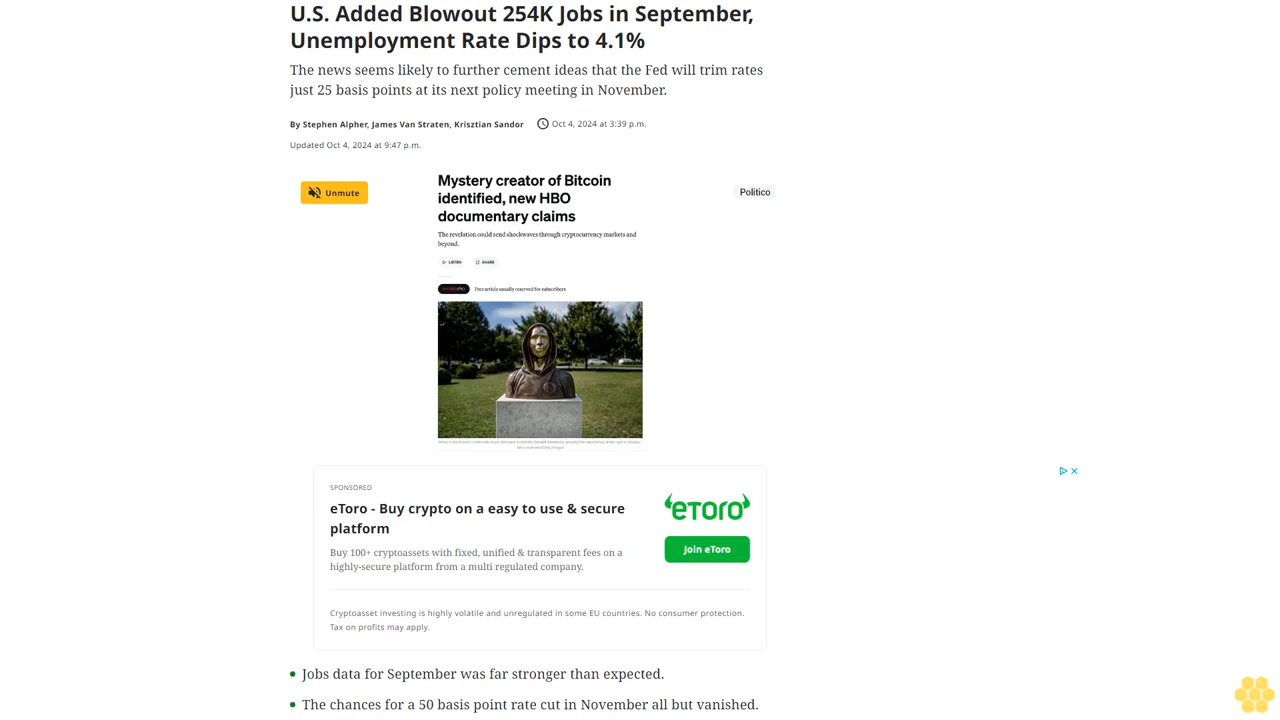 U.S. Added Blowout 254K Jobs in September,
Unemployment Rate Dips to 4.1%
The news seems likely to further cement ideas that the Fed will trim rates
just 25 basis points at its next policy meeting in November.
By Stephen Alpher, James Van Straten, Krisztian Sandor Oct 4, 2024 at 3:39 p.m.
Updated Oct 4, 2024 at 9:47 p.m.
Unmute
Mystery creator of Bitcoin
identified, new HBO
documentary claims
Politico
The revelation could send shockwaves through cryptocurrency markets and
beyond.
LISTEN SHARE
Free article usually reserved for subscribers
SPONSORED
eToro - Buy crypto on a easy to use & secure
platform
Buy 100+ cryptoassets with fixed, unified & transparent fees on a
highly-secure platform from a multi regulated company.
eToro
Join eToro
Cryptoasset investing is highly volatile and unregulated in some EU countries. No consumer protection.
Tax on profits may apply.
Jobs data for September was far stronger than expected.
The chances for a 50 basis point rate cut in November all but vanished.